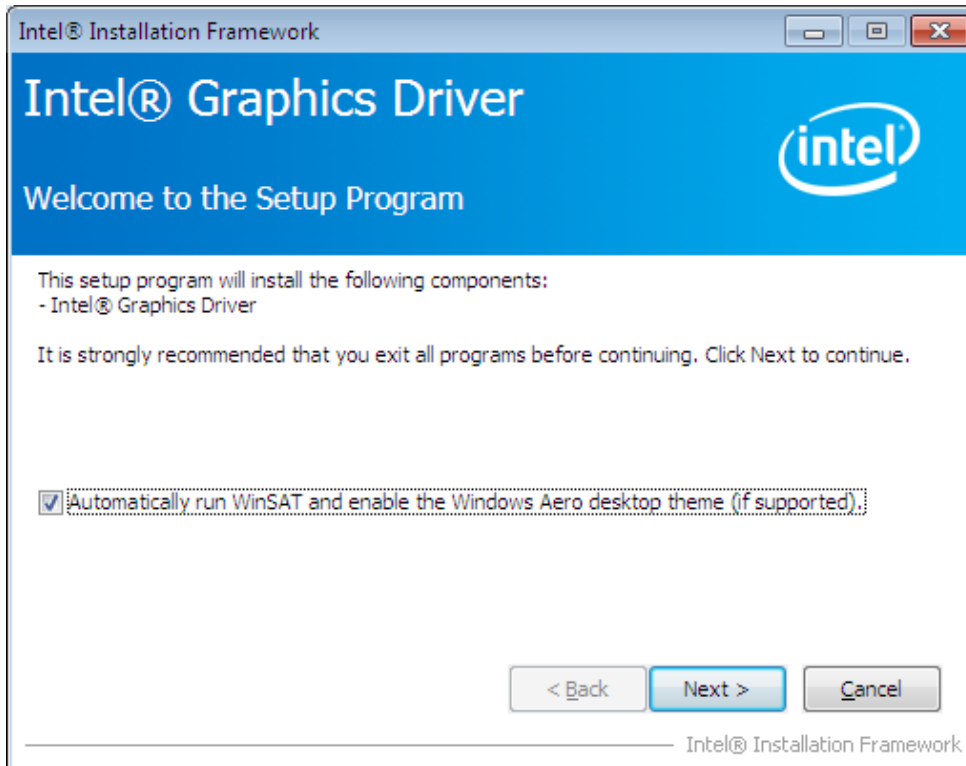 Intel® Installation Framework
Intel® Graphics Driver
intel
Welcome to the Setup Program
This setup program will install the following components:
- Intel® Graphics Driver
It is strongly recommended that you exit all programs before continuing. Click Next to continue.
Automatically run WinSAT and enable the Windows Aero desktop theme (if supported).
< Back
Next >
Cancel
Intel® Installation Framework